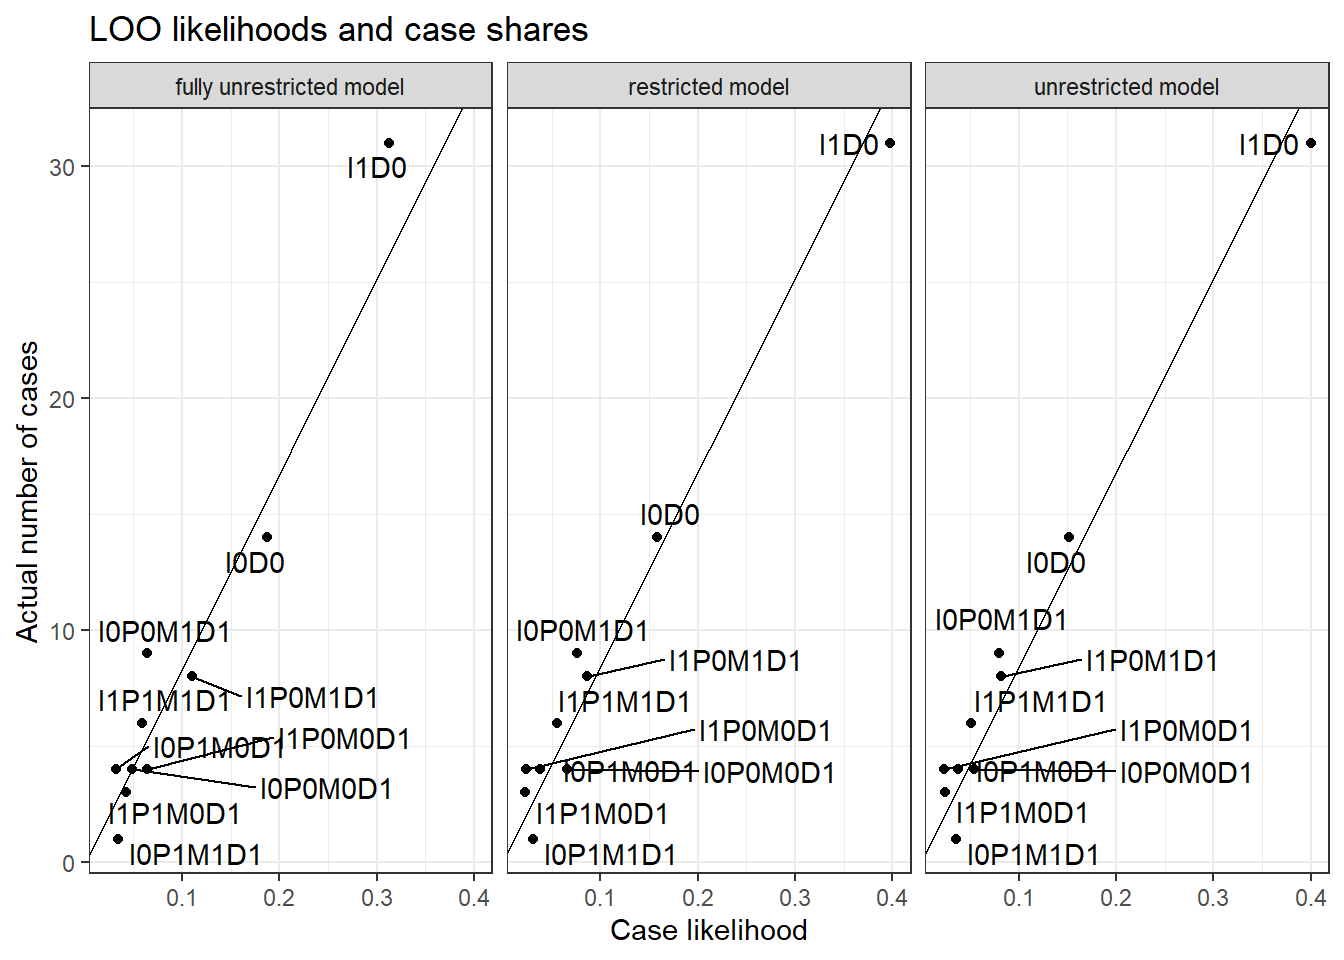 LOO likelihoods and case shares
fully unrestricted model
restricted model
unrestricted model
Actual number of cases
30
20
10
0
I1D0
I0D0
I0P0M1D1
I1P1M1D1
I1P0M1D1
I0P1M0D1
I1P0M0D1
I0P0M0D1
I1P1M0D1
I0P1M1D1
I1D0
I0D0
I0P0M1D1
I1P0M1D1
I1P1M1D1
I1P0M0D1
I0P1M0D1
I0P0M0D1
I1P1M0D1
I0P1M1D1
I1D0
I0D0
I0P0M1D1
I1P0M1D1
I1P1M1D1
I1P0M0D1
I0P1M0D1
I0P0M0D1
I1P1M0D1
I0P1M1D1
0.1 0.2 0.3 0.4
0.1 0.2 0.3 0.4
0.1 0.2 0.3 0.4
Case likelihood